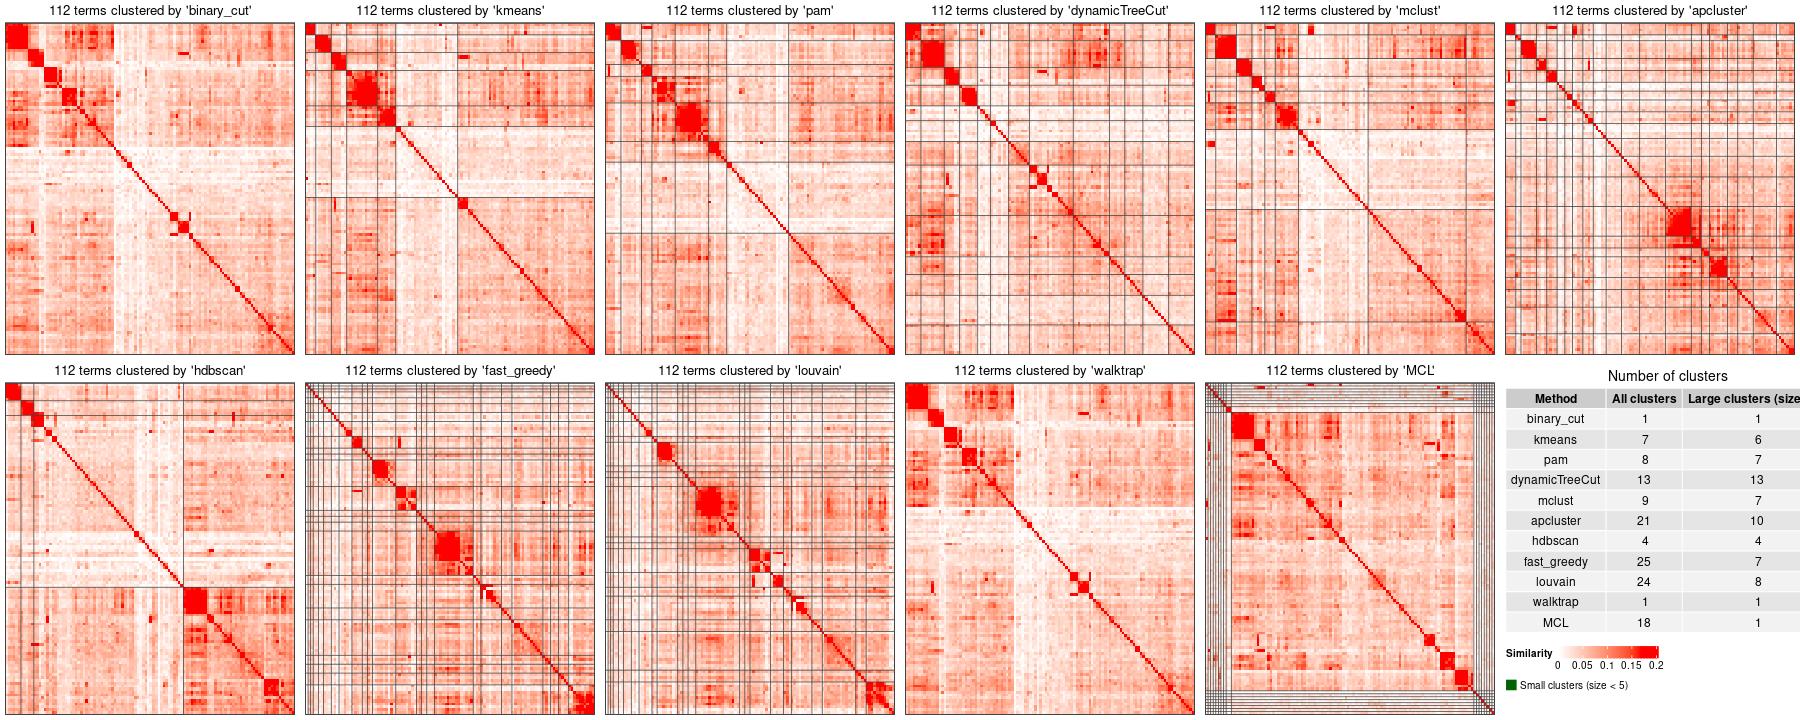 112 terms clustered by 'binary_cut'
112 terms clustered by 'kmeans'
112 terms clustered by 'pam'
112 terms clustered by 'dynamicTreeCut'
112 terms clustered by 'mclust'
112 terms clustered by 'apcluster'
112 terms clustered by 'hdbscan'
112 terms clustered by 'fast_greedy'
112 terms clustered by 'louvain'
112 terms clustered by 'walktrap'
112 terms clustered by 'MCL'
Number of clusters
Method All clusters Large clusters (size
binary_cut 1 1
kmeans 7 6
pam 8 7
dynamicTreeCut 13 13
mclust 9 7
apcluster 21 10
hdbscan 4 4
fast_greedy 25 7
louvain 24 8
walktrap 1 1
MCL 18 1
Similarity
0 0.05 0.1 0.15 0.2
Small clusters (size < 5)